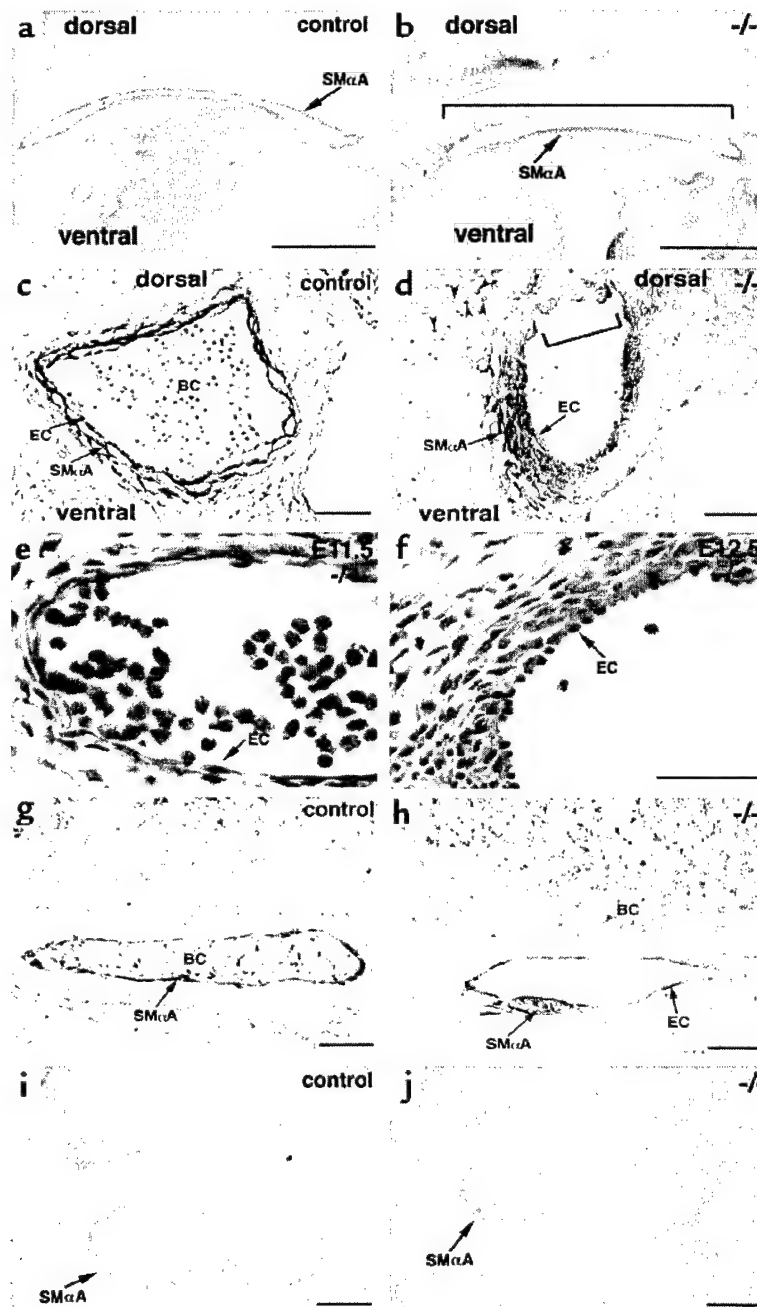 a dorsal control
SMαA
ventral
b -/-
SMαA
ventral
c dorsal control
BC
EC
SMαA
ventral
d dorsal -/-
EC
SMαA
ventral
e E11.5
-/-
EC
f E12.5
EC
g control
BC
SMαA
h -/-
BC
EC
SMαA
i control
SMαA
j -/-
SMαA